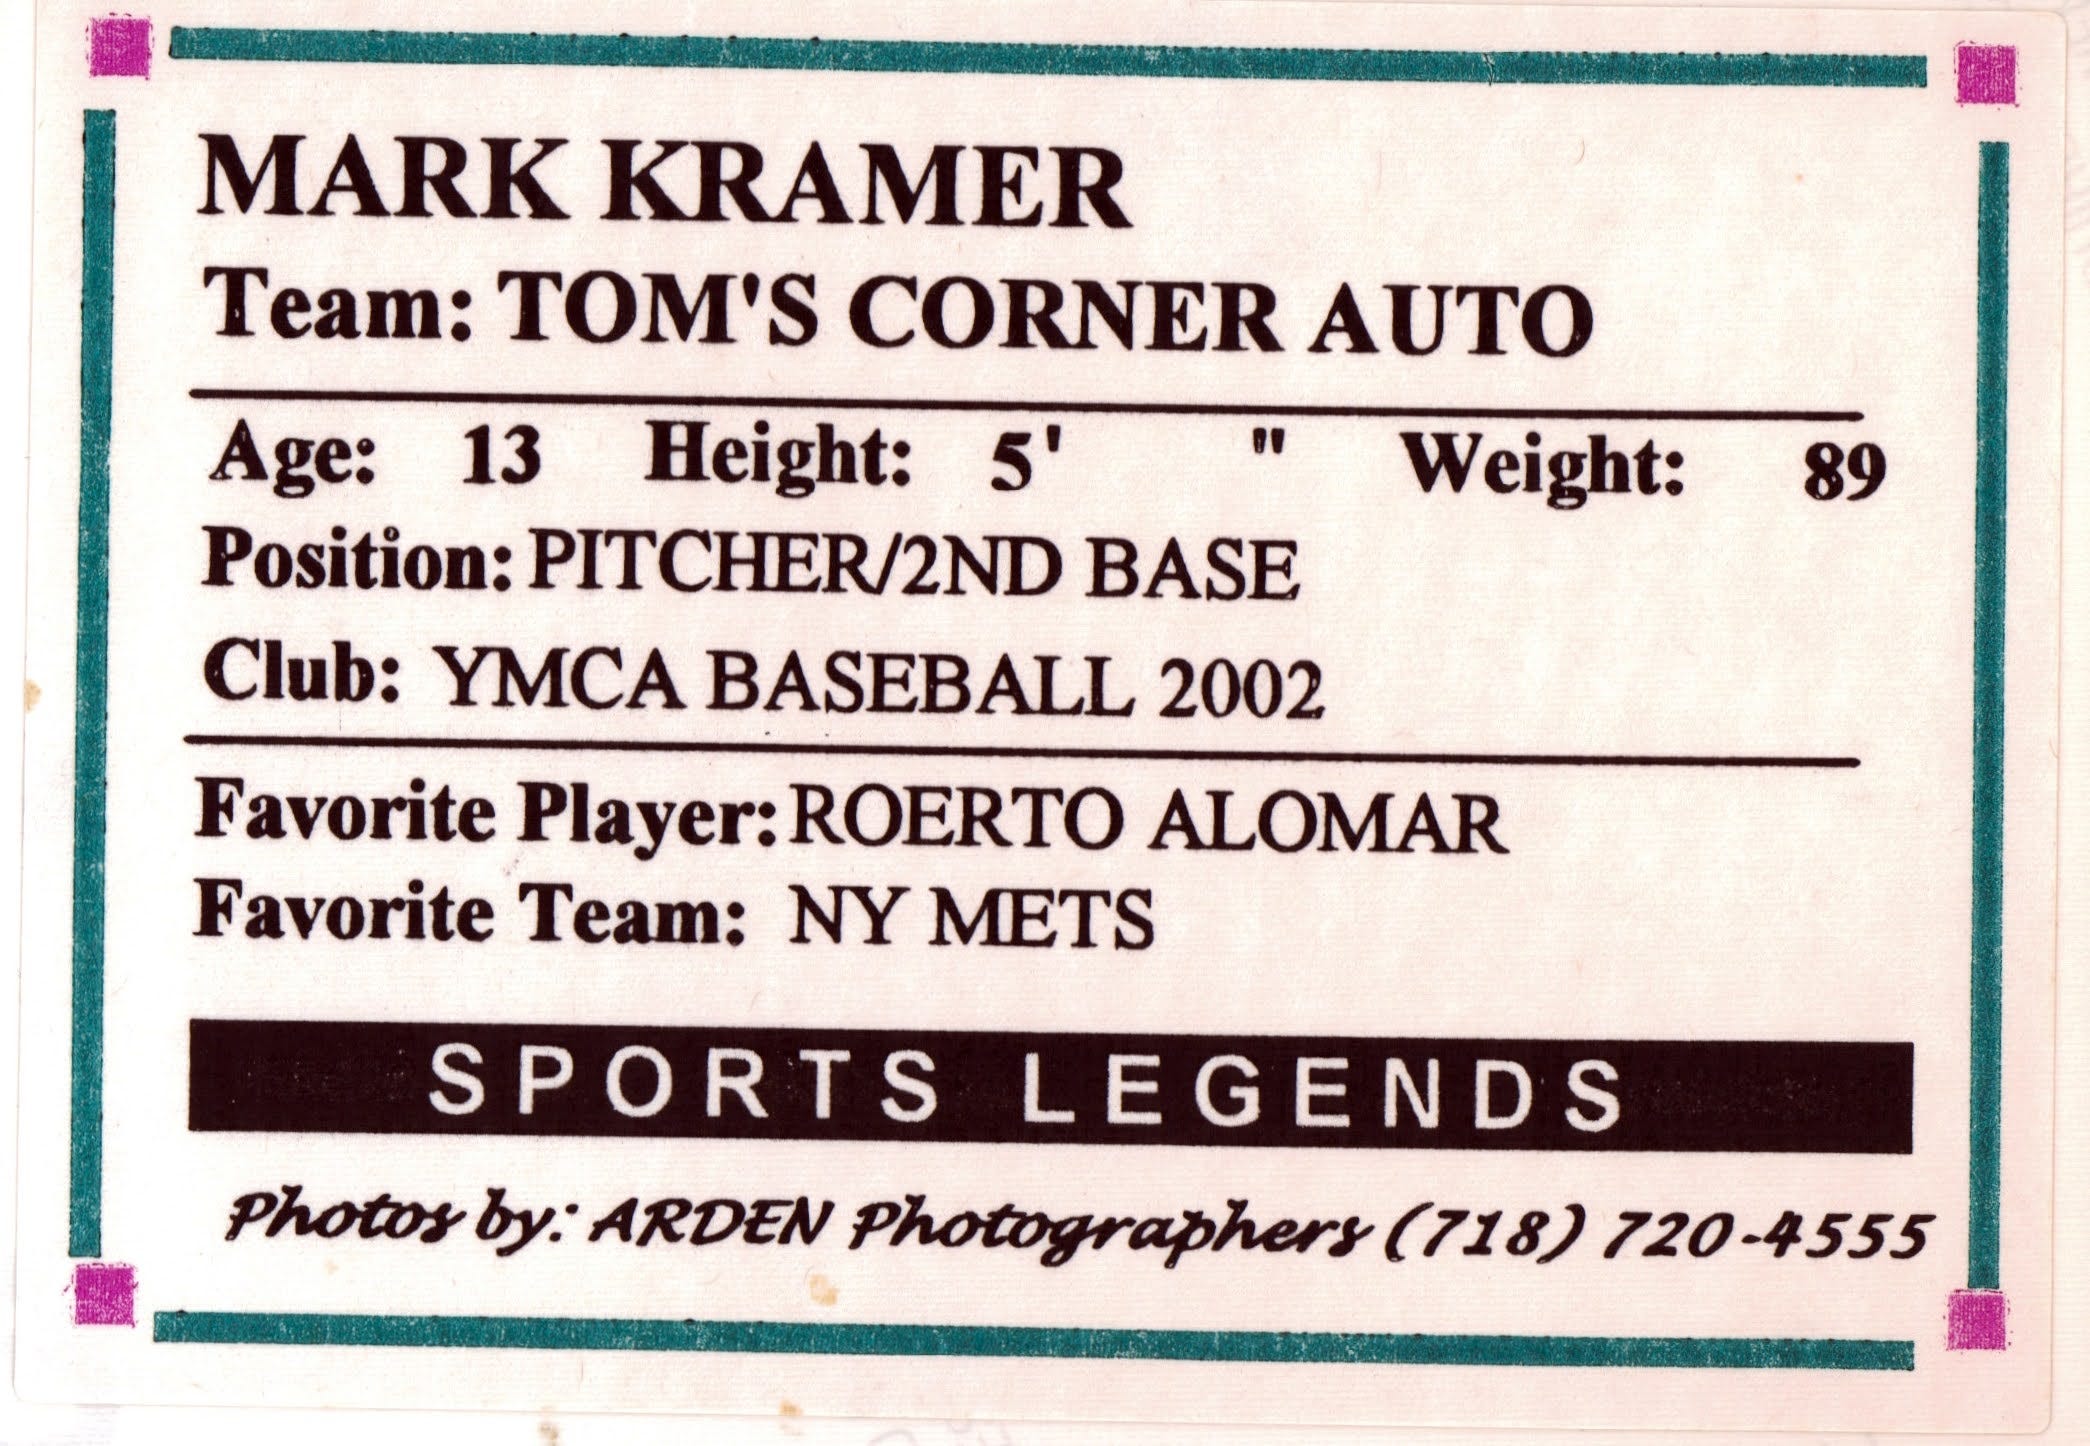 MARK KRAMER
Team: TOM'S CORNER AUTO
Age: 13 Height: 5' " Weight: 89
Position: PITCHER/2ND BASE
Club: YMCA BASEBALL 2002
Favorite Player: ROERTO ALOMAR
Favorite Team: NY METS
SPORTS LEGENDS
Photos by: ARDEN Photographers (718) 720-4555